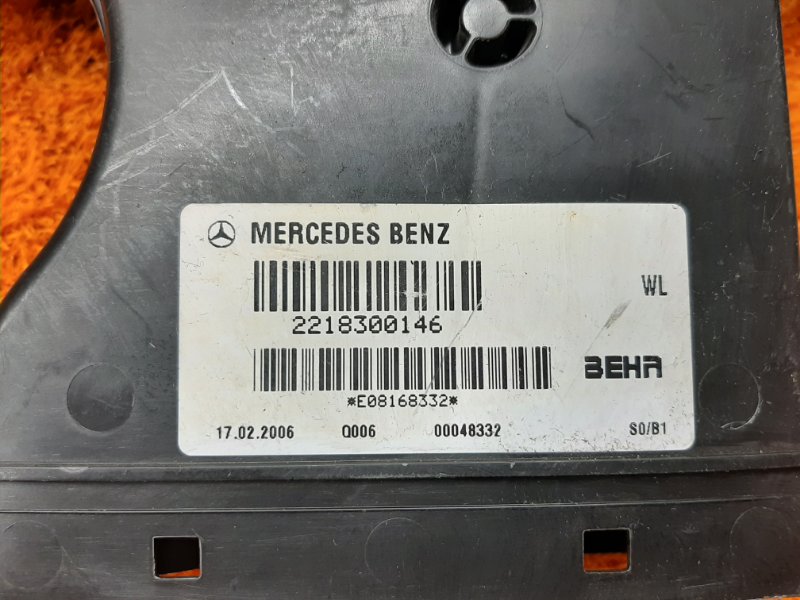 MERCEDES BENZ
2218300146
WL
BEHR
*E08168332*
17.02.2006 Q006 00048332 S0/B1